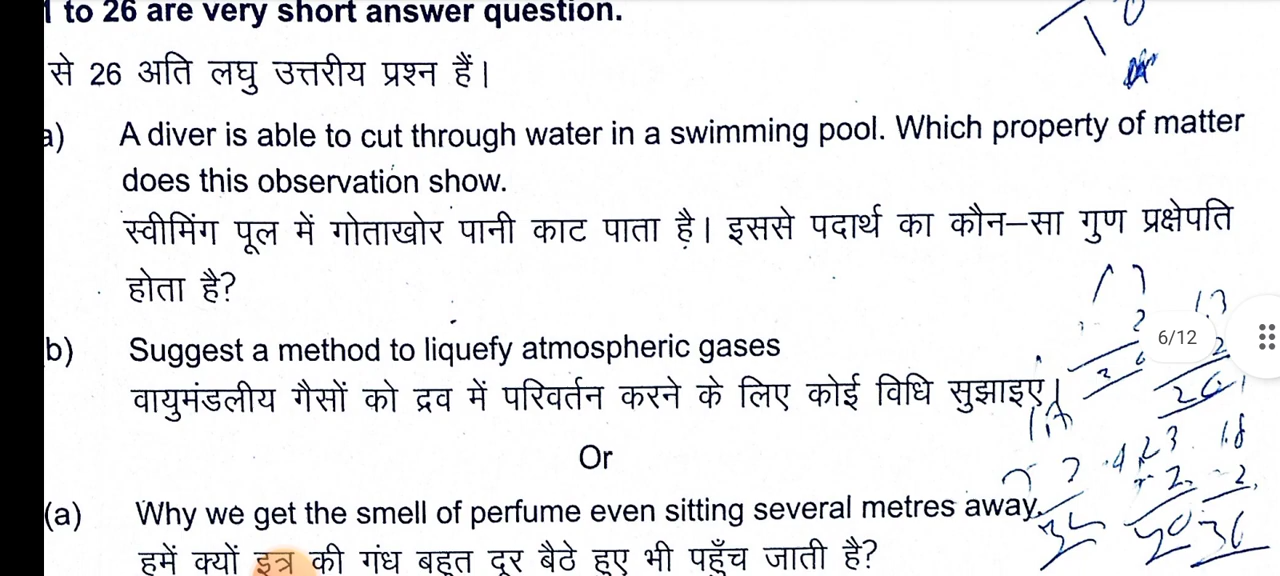 1 to 26 are very short answer question.
से 26 अति लघु उत्तरीय प्रश्न हैं।
a) A diver is able to cut through water in a swimming pool. Which property of matter
does this observation show.
स्वीमिंग पूल में गोताखोर पानी काट पाता है। इससे पदार्थ का कौन–सा गुण प्रक्षेपति
होता है?
b) Suggest a method to liquefy atmospheric gases
वायुमंडलीय गैसों को द्रव में परिवर्तन करने के लिए कोई विधि सुझाइए।
6/12
Or
(a) Why we get the smell of perfume even sitting several metres away.
हमें क्यों इत्र की गंध बहुत दूर बैठे हुए भी पहुँच जाती है?